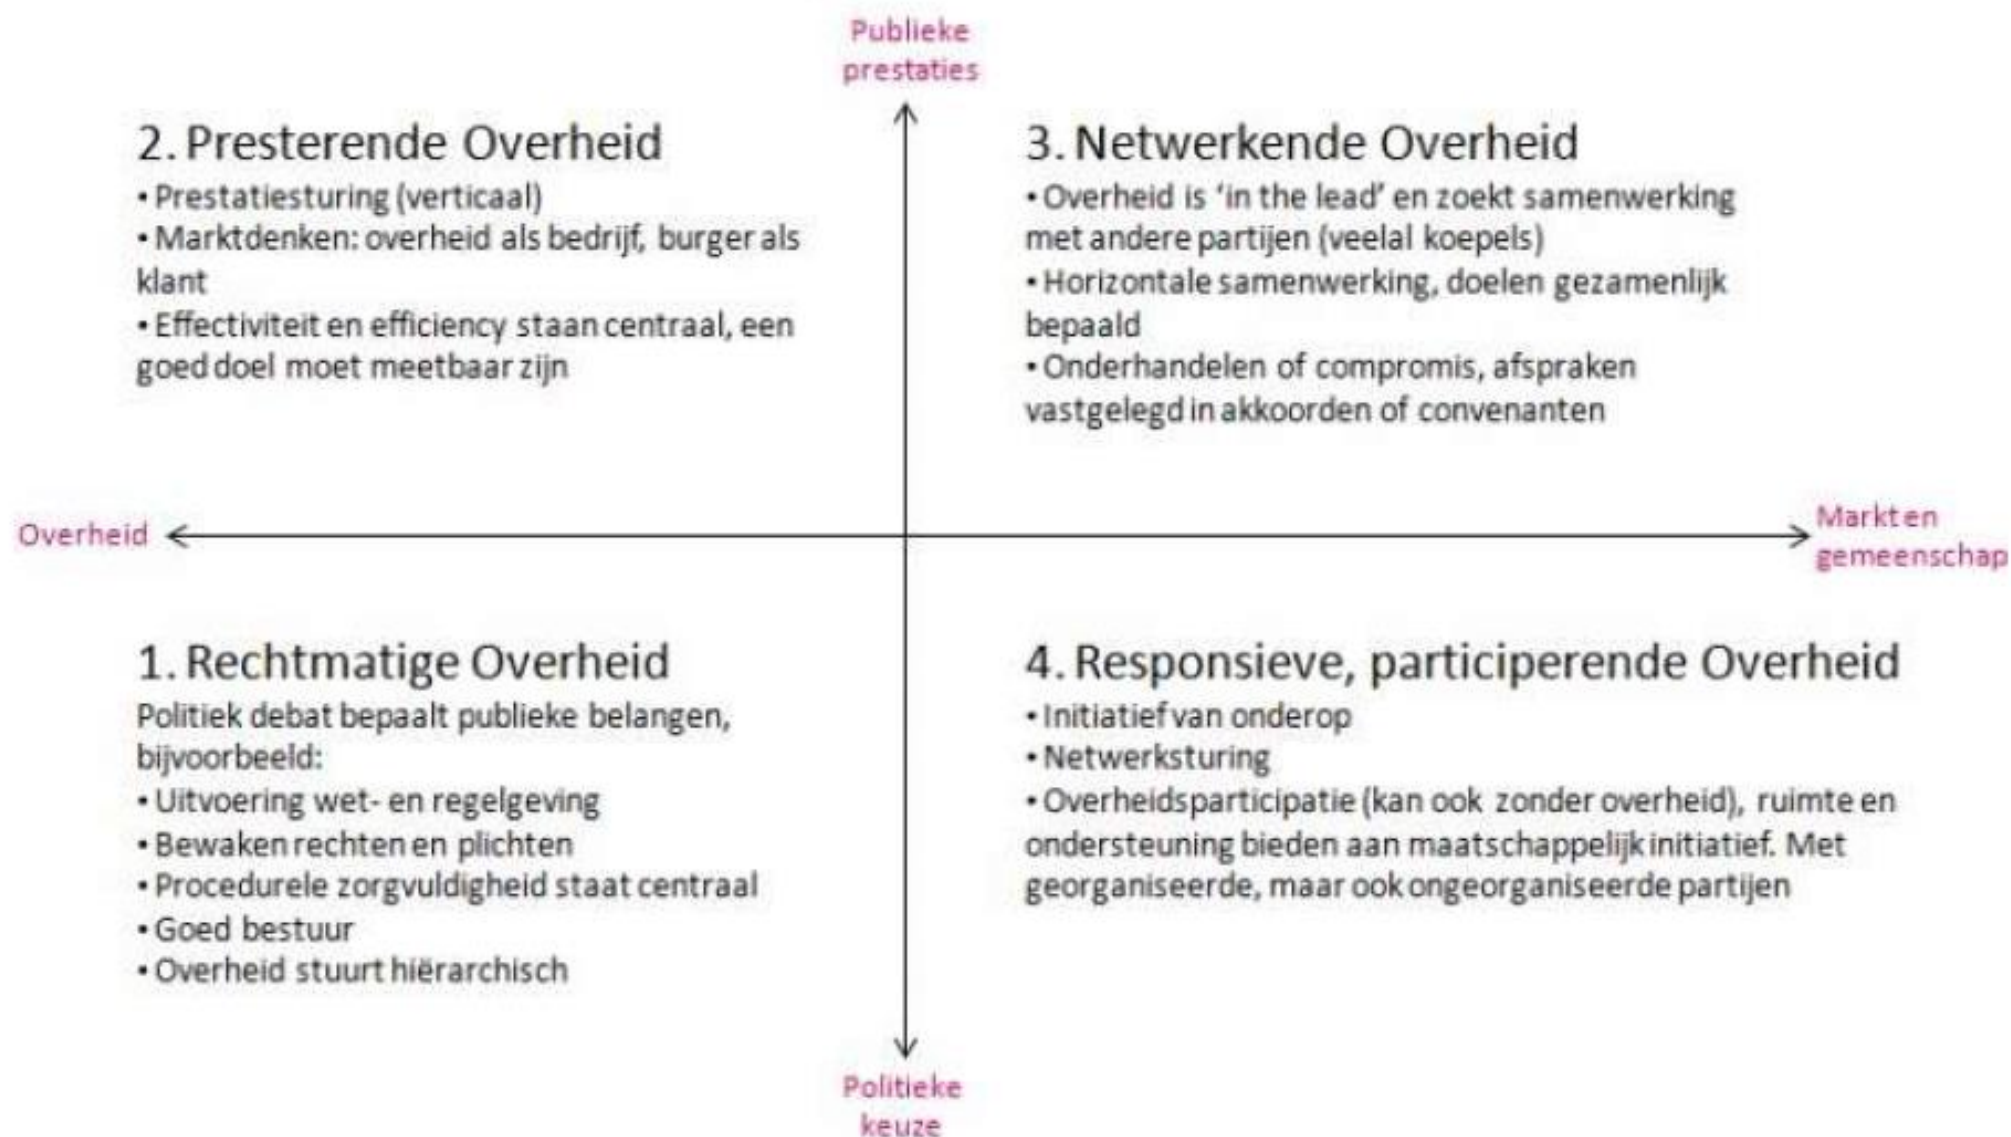 Publieke
prestaties
2. Presterende Overheid
• Prestatiesturing (verticaal)
• Marktdenken: overheid als bedrijf, burger als
klant
• Effectiviteit en efficiency staan centraal, een
goed doel moet meetbaar zijn
3. Netwerkende Overheid
• Overheid is ‘in the lead’ en zoekt samenwerking
met andere partijen (veelal koepels)
• Horizontale samenwerking, doelen gezamenlijk
bepaald
• Onderhandelen of compromis, afspraken
vastgelegd in akkoorden of convenanten
Overheid
Markt en
gemeenschap
1. Rechtmatige Overheid
Politiek debat bepaalt publieke belangen,
bijvoorbeeld:
• Uitvoering wet- en regelgeving
• Bewaken rechten en plichten
• Procedurele zorgvuldigheid staat centraal
• Goed bestuur
• Overheid stuurt hiërarchisch
4. Responsieve, participerende Overheid
• Initiatief van onderop
• Netwerksturing
• Overheidsparticipatie (kan ook zonder overheid), ruimte en
ondersteuning bieden aan maatschappelijk initiatief. Met
georganiseerde, maar ook ongeorganiseerde partijen
Politieke
keuze